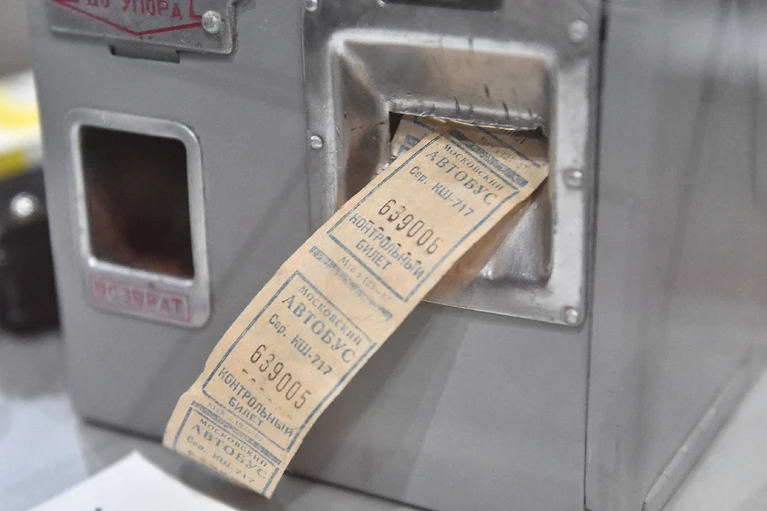 ДО УПОРА
ВОЗВРАТ
МОСКОВСКИЙ
АВТОБУС
Сер. КШ-717
639006
КОНТРОЛЬНЫЙ
БИЛЕТ
МОСКОВСКИЙ
АВТОБУС
Сер. КШ-717
639005
КОНТРОЛЬНЫЙ
БИЛЕТ
МОСКОВСКИЙ
АВТОБУС
Сер. КШ-717